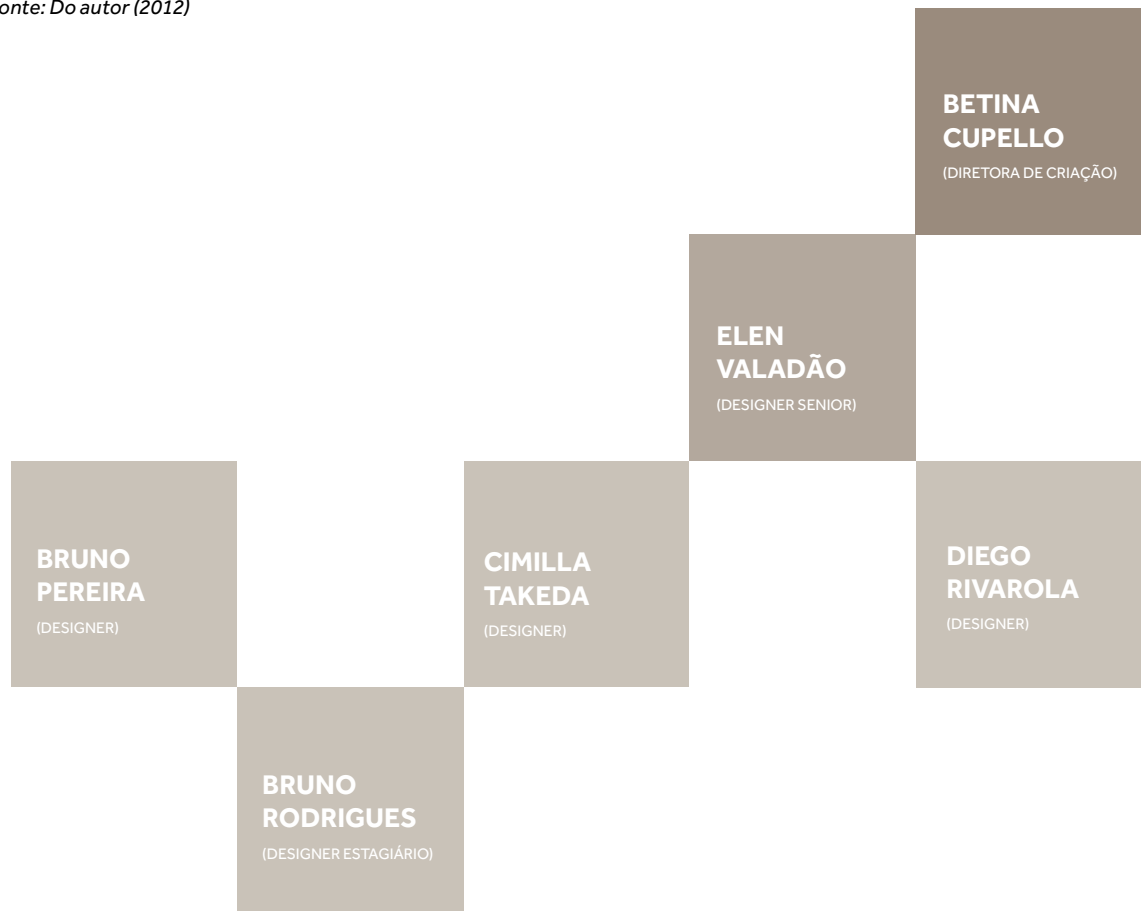 onte: Do autor (2012)
BETINA
CUPELLO
(DIRETORA DE CRIAÇÃO)
ELEN
VALADÃO
(DESIGNER SENIOR)
BRUNO
PEREIRA
(DESIGNER)
CIMILLA
TAKEDA
(DESIGNER)
DIEGO
RIVAROLA
(DESIGNER)
BRUNO
RODRIGUES
(DESIGNER ESTAGIÁRIO)